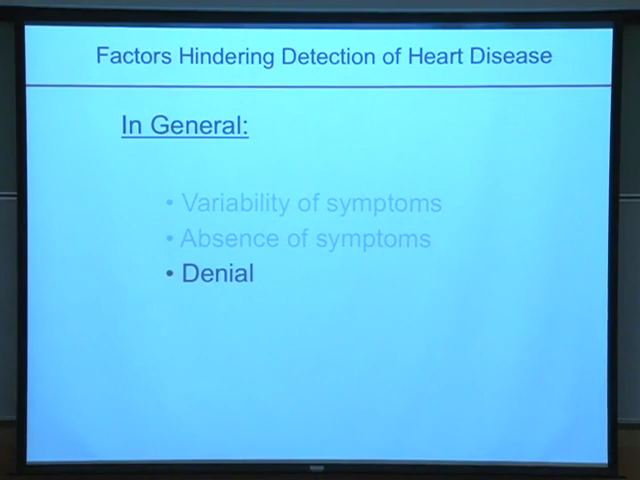 Factors Hindering Detection of Heart Disease
In General:
• Variability of symptoms
• Absence of symptoms
• Denial